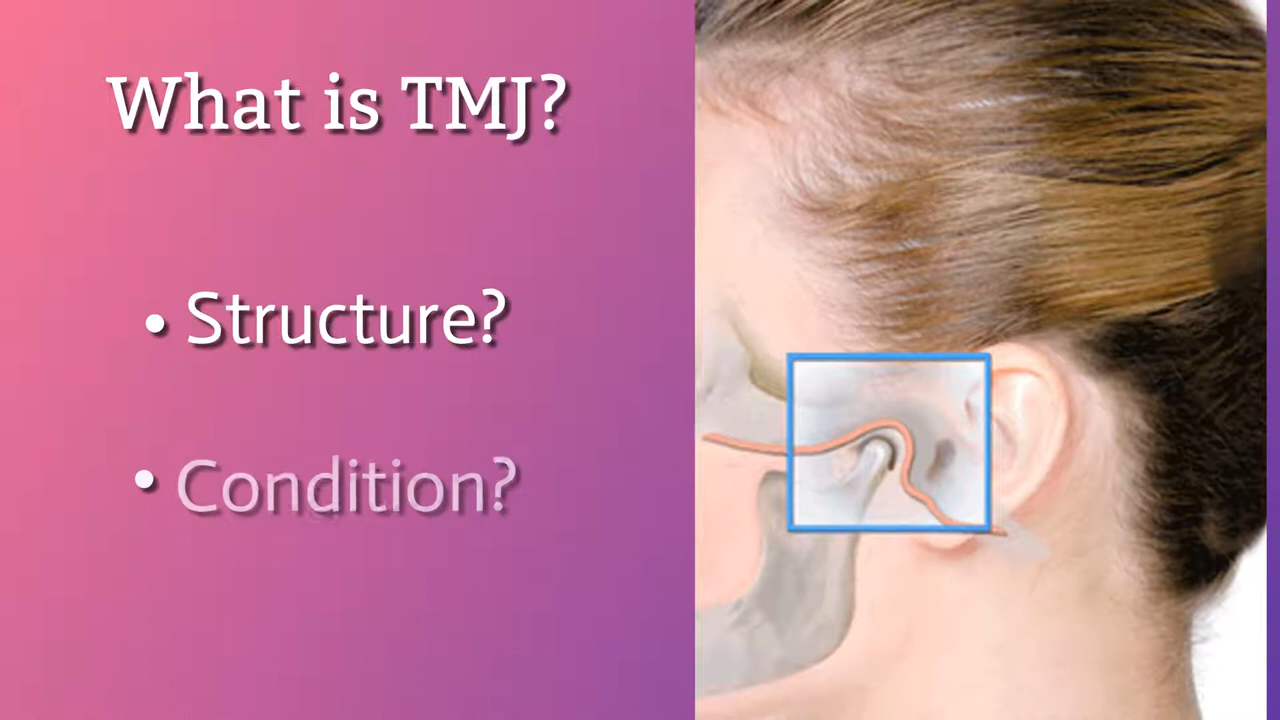 What is TMJ?
• Structure?
• Condition?